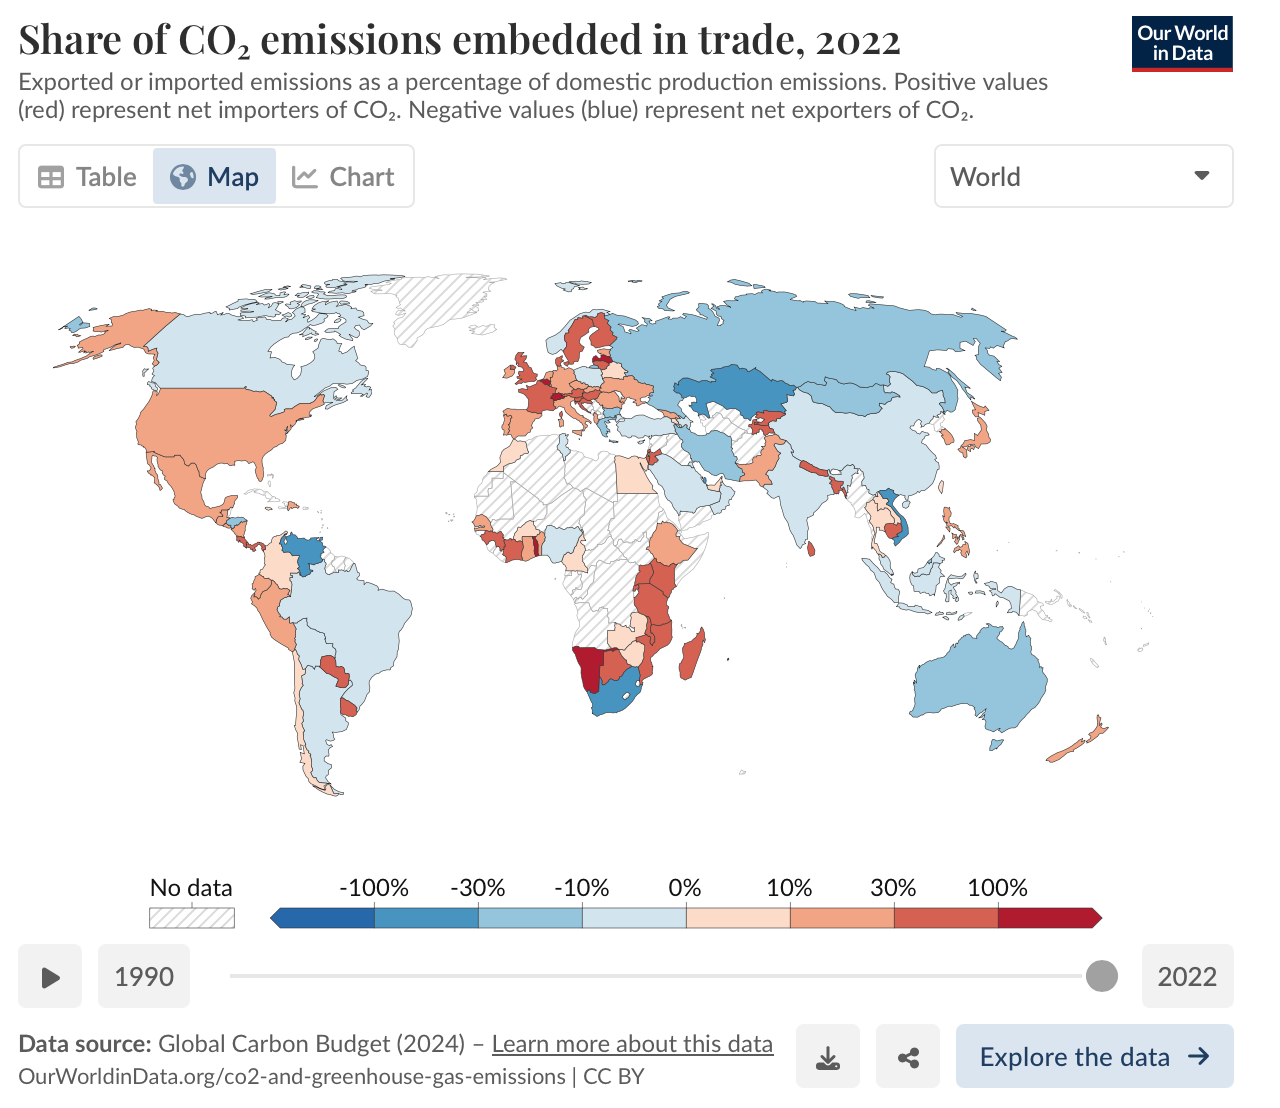 Share of CO₂ emissions embedded in trade, 2022
Our World
in Data
Exported or imported emissions as a percentage of domestic production emissions. Positive values
(red) represent net importers of CO₂. Negative values (blue) represent net exporters of CO₂.
Table
Map
Chart
World
No data
-100%
-30%
-10%
0%
10%
30%
100%
1990
2022
Data source: Global Carbon Budget (2024) – Learn more about this data
OurWorldinData.org/co2-and-greenhouse-gas-emissions | CC BY
Explore the data →